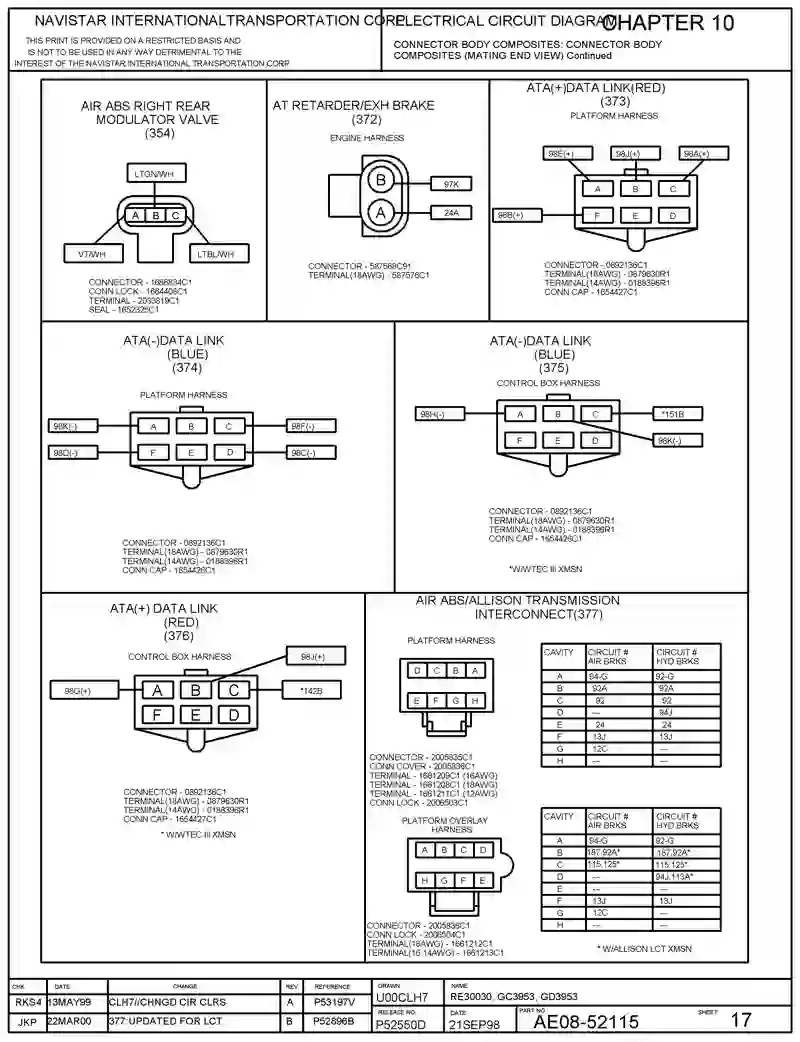 NAVISTAR INTERNATIONALTRANSPORTATION CORP.
THIS PRINT IS PROVIDED ON A RESTRICTED BASIS AND
IS NOT TO BE USED IN ANY WAY DETRIMENTAL TO THE
INTEREST OF THE NAVISTAR INTERNATIONAL TRANSPORTATION.CORP
ELECTRICAL CIRCUIT DIAGRAM
CHAPTER 10
CONNECTOR BODY COMPOSITES: CONNECTOR BODY
COMPOSITES (MATING END VIEW) Continued
AIR ABS RIGHT REAR
MODULATOR VALVE
(354)
LTGN/WH
A B C
VT/WH
LTBL/WH
CONNECTOR - 1686834C1
CONN LOCK - 1684408C1
TERMINAL - 2033819C1
SEAL - 1652325C1
AT RETARDER/EXH BRAKE
(372)
ENGINE HARNESS
B
97K
A
24A
CONNECTOR - 587568C91
TERMINAL(18AWG) - 587576C1
ATA(+)DATA LINK(RED)
(373)
PLATFORM HARNESS
98E(+) 98J(+) 98A(+)
A B C
98B(+)
F E D
CONNECTOR - 0892136C1
TERMINAL(18AWG) - 0879630R1
TERMINAL(14AWG) - 0188396R1
CONN CAP - 1654427C1
ATA(-)DATA LINK
(BLUE)
(374)
PLATFORM HARNESS
98K(-) A B C 98F(-)
98D(-) F E D 98C(-)
CONNECTOR - 0892136C1
TERMINAL(18AWG) - 0879630R1
TERMINAL(14AWG) - 0188396R1
CONN CAP - 1654426C1
ATA(-)DATA LINK
(BLUE)
(375)
CONTROL BOX HARNESS
98H(-) A B C *151B
F E D 98K(-)
CONNECTOR - 0892136C1
TERMINAL(18AWG) - 0879630R1
TERMINAL(14AWG) - 0188396R1
CONN CAP - 1654426C1
*W/WTEC III XMSN
ATA(+) DATA LINK
(RED)
(376)
CONTROL BOX HARNESS
98J(+)
98G(+) A B C *142B
F E D
CONNECTOR - 0892136C1
TERMINAL(18AWG) - 0879630R1
TERMINAL(14AWG) - 0188396R1
CONN CAP - 1654427C1
* W/WTEC III XMSN
AIR ABS/ALLISON TRANSMISSION
INTERCONNECT(377)
PLATFORM HARNESS
D C B A
E F G H
CONNECTOR - 2005835C1
CONN COVER - 2005836C1
TERMINAL - 1661209C1 (16AWG)
TERMINAL - 1661208C1 (18AWG)
TERMINAL - 1661211C1 (12AWG)
CONN LOCK - 2006503C1
CAVITY CIRCUIT # CIRCUIT #
AIR BRKS HYD BRKS
A 94-G 92-G
B 92A 92A
C 92 92
D --- 94J
E 24 24
F 13J 13J
G 12C ---
H --- ---
PLATFORM OVERLAY
HARNESS
A B C D
H G F E
CONNECTOR - 2005836C1
CONN LOCK - 2006504C1
TERMINAL(18AWG) - 1661212C1
TERMINAL(16 14AWG) - 1661213C1
CAVITY CIRCUIT # CIRCUIT #
AIR BRKS HYD BRKS
A 94-G 92-G
B 187,92A* 187,92A*
C 115,125* 115,125*
D --- 94J,113A*
E --- ---
F 13J 13J
G 12C ---
H --- ---
* W/ALLISON LCT XMSN
CHK DATE CHANGE REV REFERENCE
RKS4 13MAY99 CLH7//CHNGD CIR CLRS A P53197V
JKP 22MAR00 377:UPDATED FOR LCT B P52896B
DRAWN
U00CLH7
NAME
RE30030, GC3953, GD3953
RELEASE NO.
P52550D
DATE
21SEP98
PART NO.
AE08-52115
SHEET
17